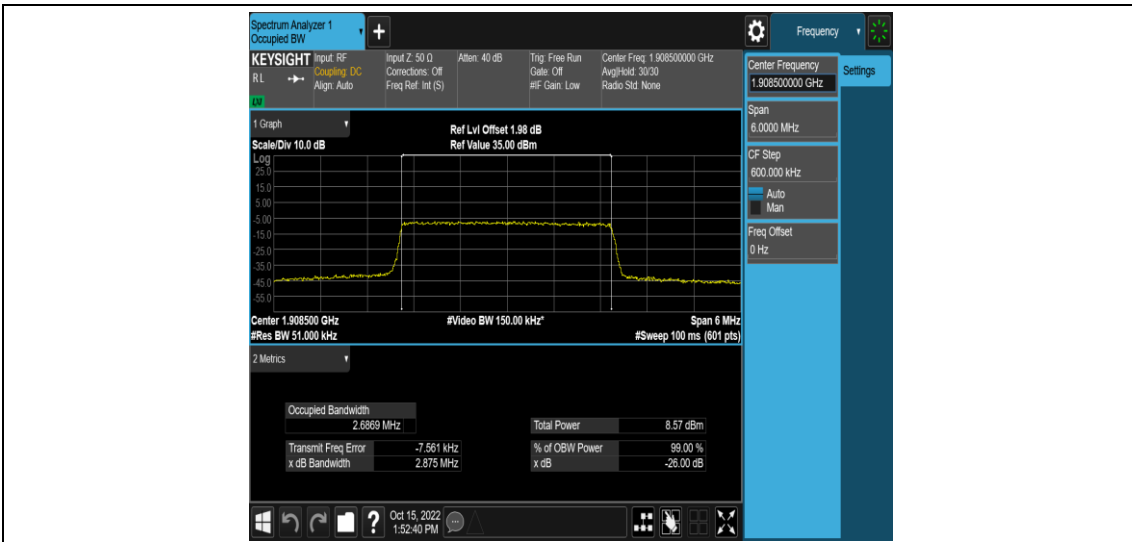 Spectrum Analyzer 1
Occupied BW
+
Frequency
KEYSIGHT
RL
LXI
Input: RF
Coupling: DC
Align: Auto
Input Z: 50 Ω
Corrections: Off
Freq Ref: Int (S)
Atten: 40 dB
Trig: Free Run
Gate: Off
#IF Gain: Low
Center Freq: 1.908500000 GHz
Avg|Hold: 30/30
Radio Std: None
Center Frequency
1.908500000 GHz
Settings
Span
6.0000 MHz
CF Step
600.000 kHz
Auto
Man
Freq Offset
0 Hz
1 Graph
Scale/Div 10.0 dB
Ref Lvl Offset 1.98 dB
Ref Value 35.00 dBm
Log
25.0
15.0
5.00
-5.00
-15.0
-25.0
-35.0
-45.0
-55.0
Center 1.908500 GHz
#Res BW 51.000 kHz
#Video BW 150.00 kHz*
Span 6 MHz
#Sweep 100 ms (601 pts)
2 Metrics
Occupied Bandwidth
2.6869 MHz
Total Power 8.57 dBm
Transmit Freq Error -7.561 kHz
% of OBW Power 99.00 %
x dB Bandwidth 2.875 MHz
x dB -26.00 dB
?
Oct 15, 2022
1:52:40 PM